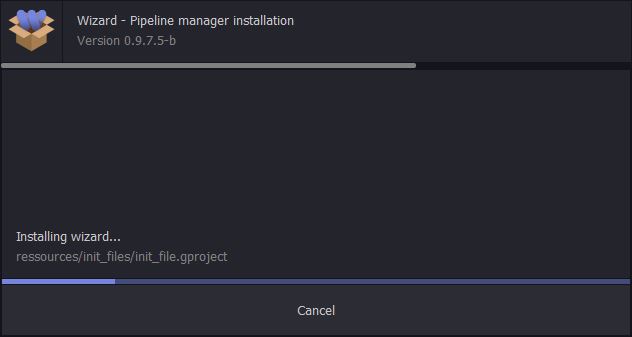 Wizard - Pipeline manager installation
Version 0.9.7.5-b
Installing wizard...
ressources/init_files/init_file.gproject
Cancel